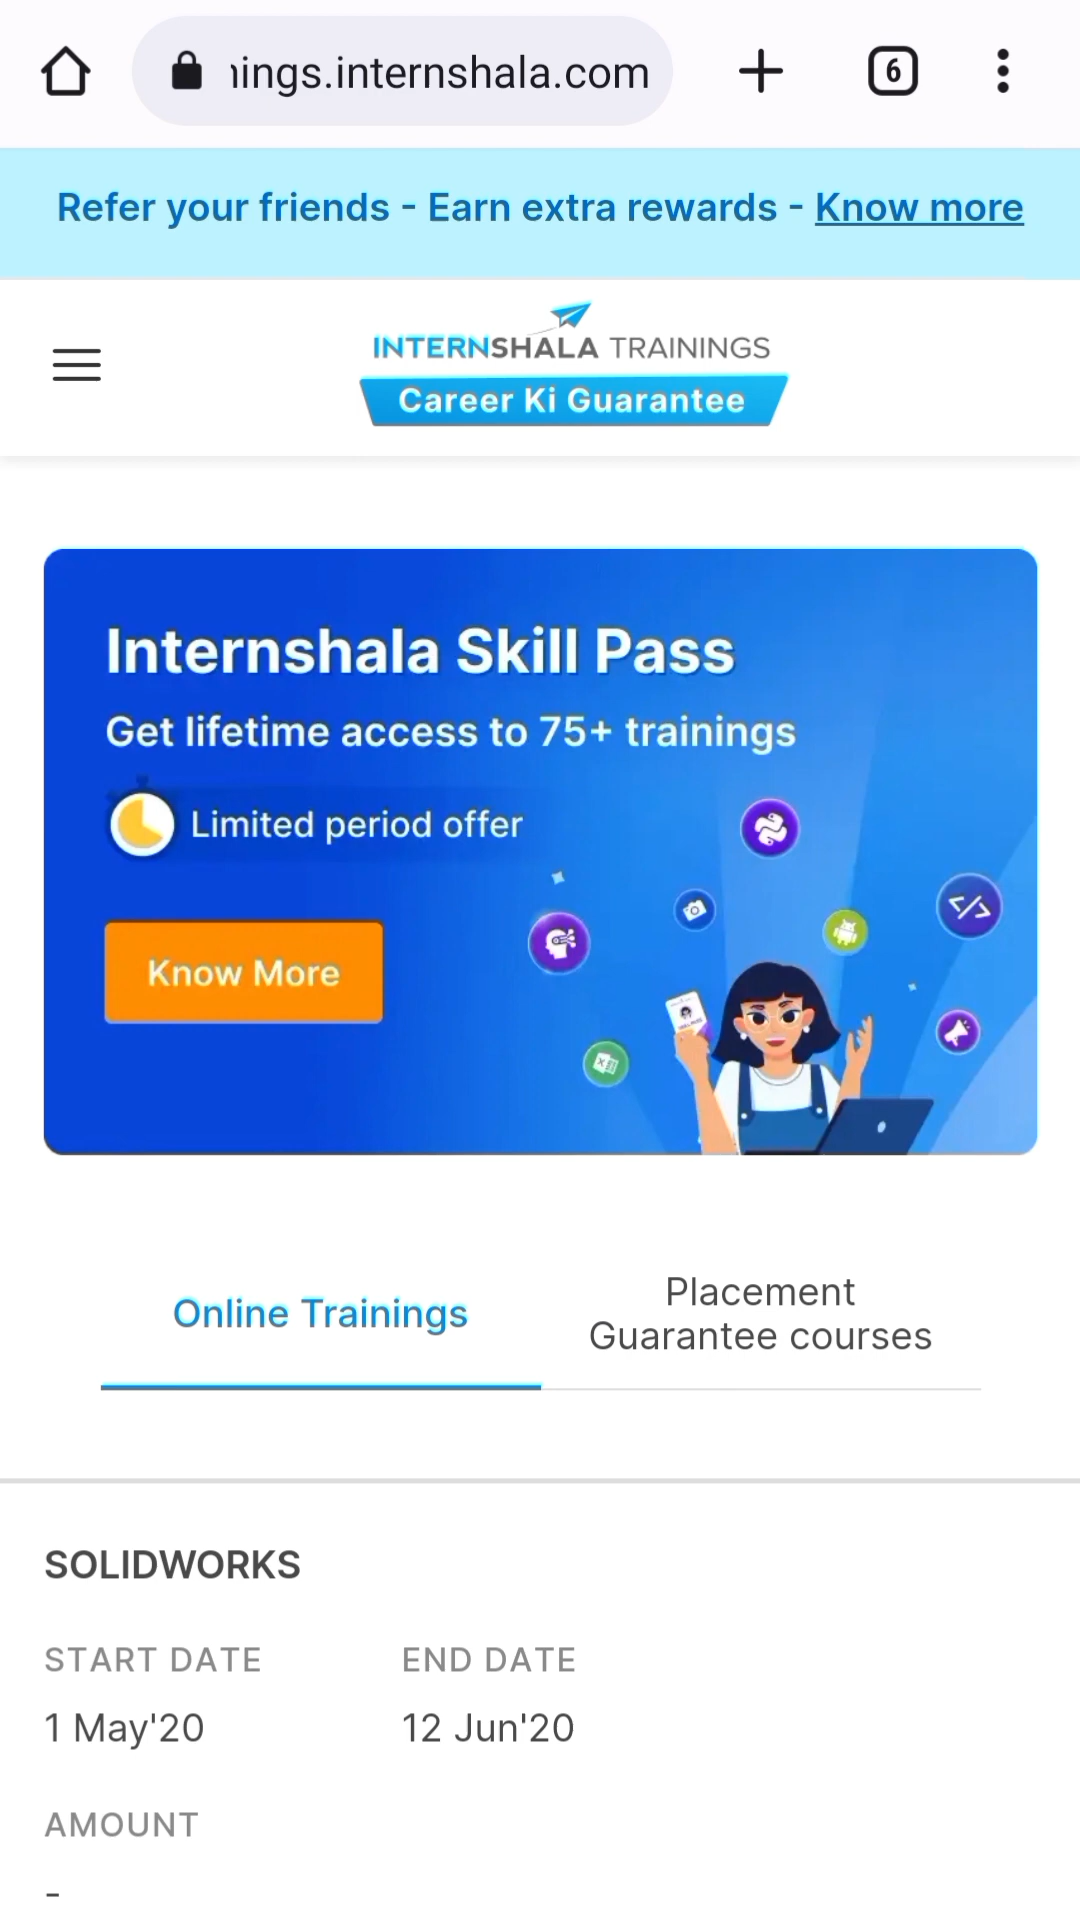 nings.internshala.com
6
Refer your friends - Earn extra rewards - Know more
INTERNSHALA TRAININGS
Career Ki Guarantee
Internshala Skill Pass
Get lifetime access to 75+ trainings
Limited period offer
</>
Know More
Online Trainings
Placement
Guarantee courses
SOLIDWORKS
START DATE
END DATE
1 May'20
12 Jun'20
AMOUNT
-